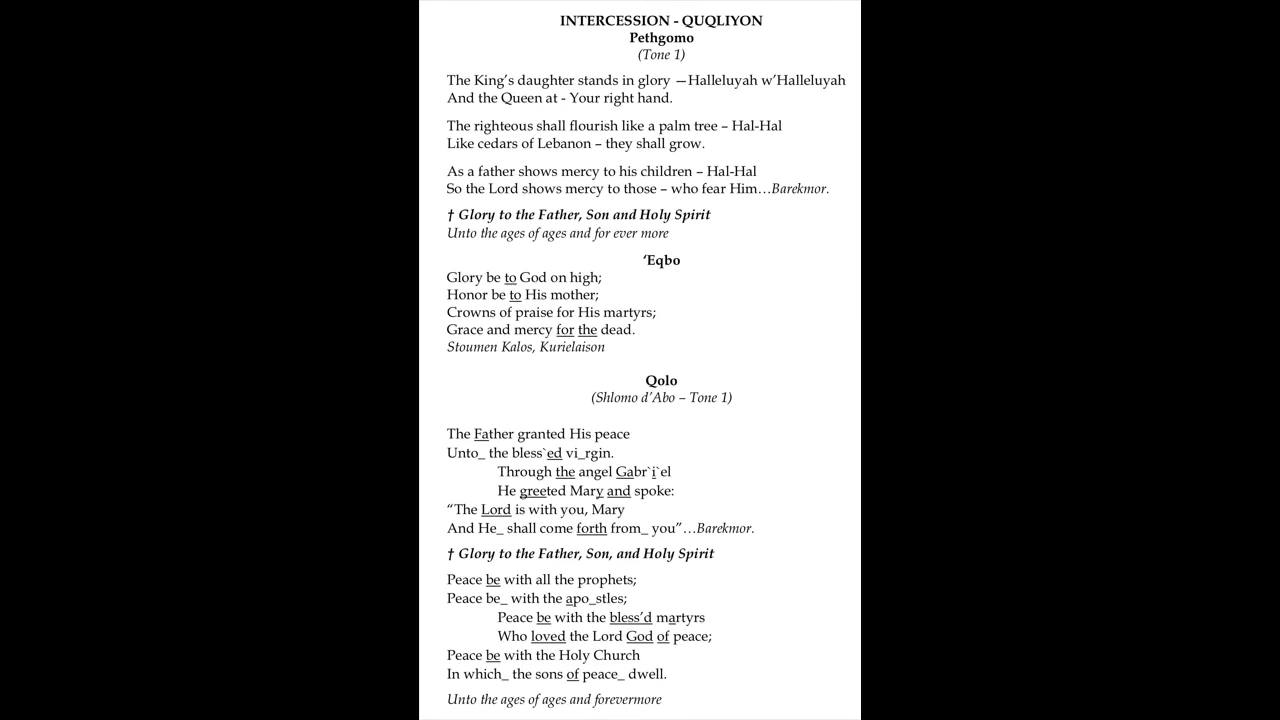 INTERCESSION - QUQLIYON
Pethgomo
(Tone 1)
The King’s daughter stands in glory —Halleluyah w’Halleluyah
And the Queen at - Your right hand.
The righteous shall flourish like a palm tree – Hal-Hal
Like cedars of Lebanon – they shall grow.
As a father shows mercy to his children – Hal-Hal
So the Lord shows mercy to those – who fear Him…Barekmor.
† Glory to the Father, Son and Holy Spirit
Unto the ages of ages and for ever more
‘Eqbo
Glory be to God on high;
Honor be to His mother;
Crowns of praise for His martyrs;
Grace and mercy for the dead.
Stoumen Kalos, Kurielaison
Qolo
(Shlomo d’Abo – Tone 1)
The Father granted His peace
Unto_ the bless`ed vi_rgin.
Through the angel Gabr`i`el
He greeted Mary and spoke:
“The Lord is with you, Mary
And He_ shall come forth from_ you”…Barekmor.
† Glory to the Father, Son, and Holy Spirit
Peace be with all the prophets;
Peace be_ with the apo_stles;
Peace be with the bless’d martyrs
Who loved the Lord God of peace;
Peace be with the Holy Church
In which_ the sons of peace_ dwell.
Unto the ages of ages and forevermore